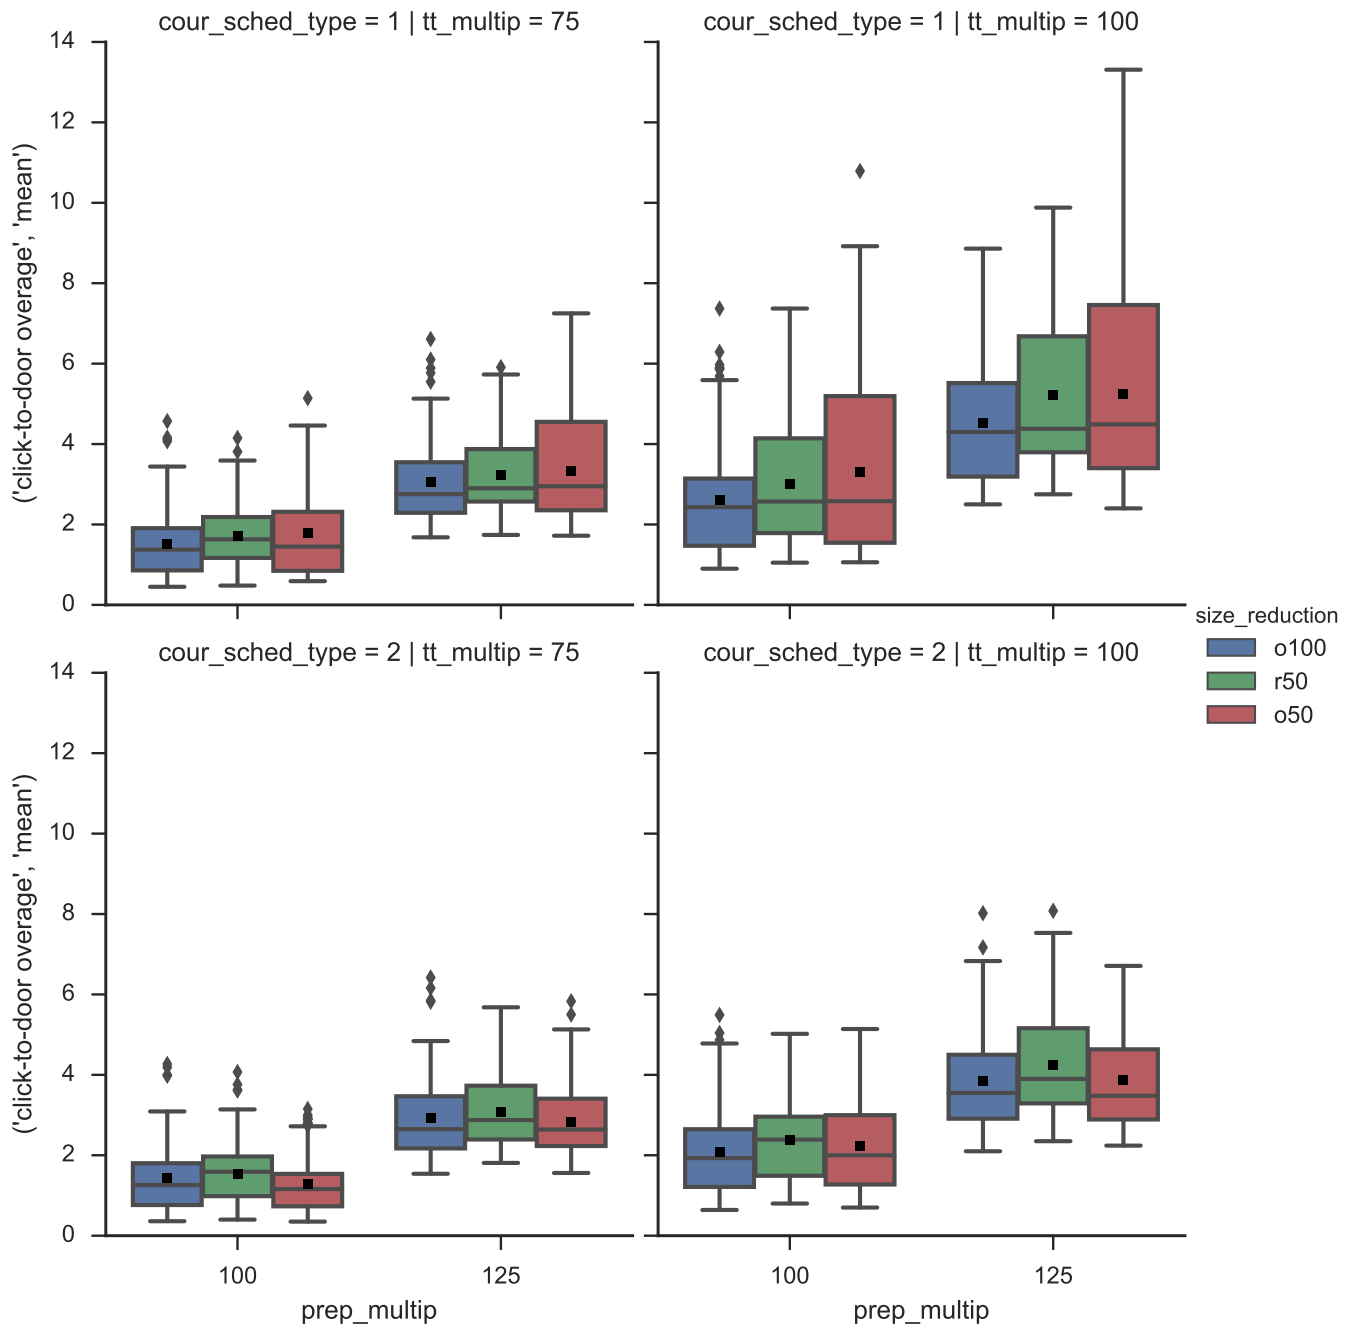 cour_sched_type = 1 | tt_multip = 75
cour_sched_type = 1 | tt_multip = 100
14
12
10
8
6
4
2
0
('click-to-door overage', 'mean')
size_reduction
o100
r50
o50
cour_sched_type = 2 | tt_multip = 75
cour_sched_type = 2 | tt_multip = 100
14
12
10
8
6
4
2
0
('click-to-door overage', 'mean')
100
125
100
125
prep_multip
prep_multip